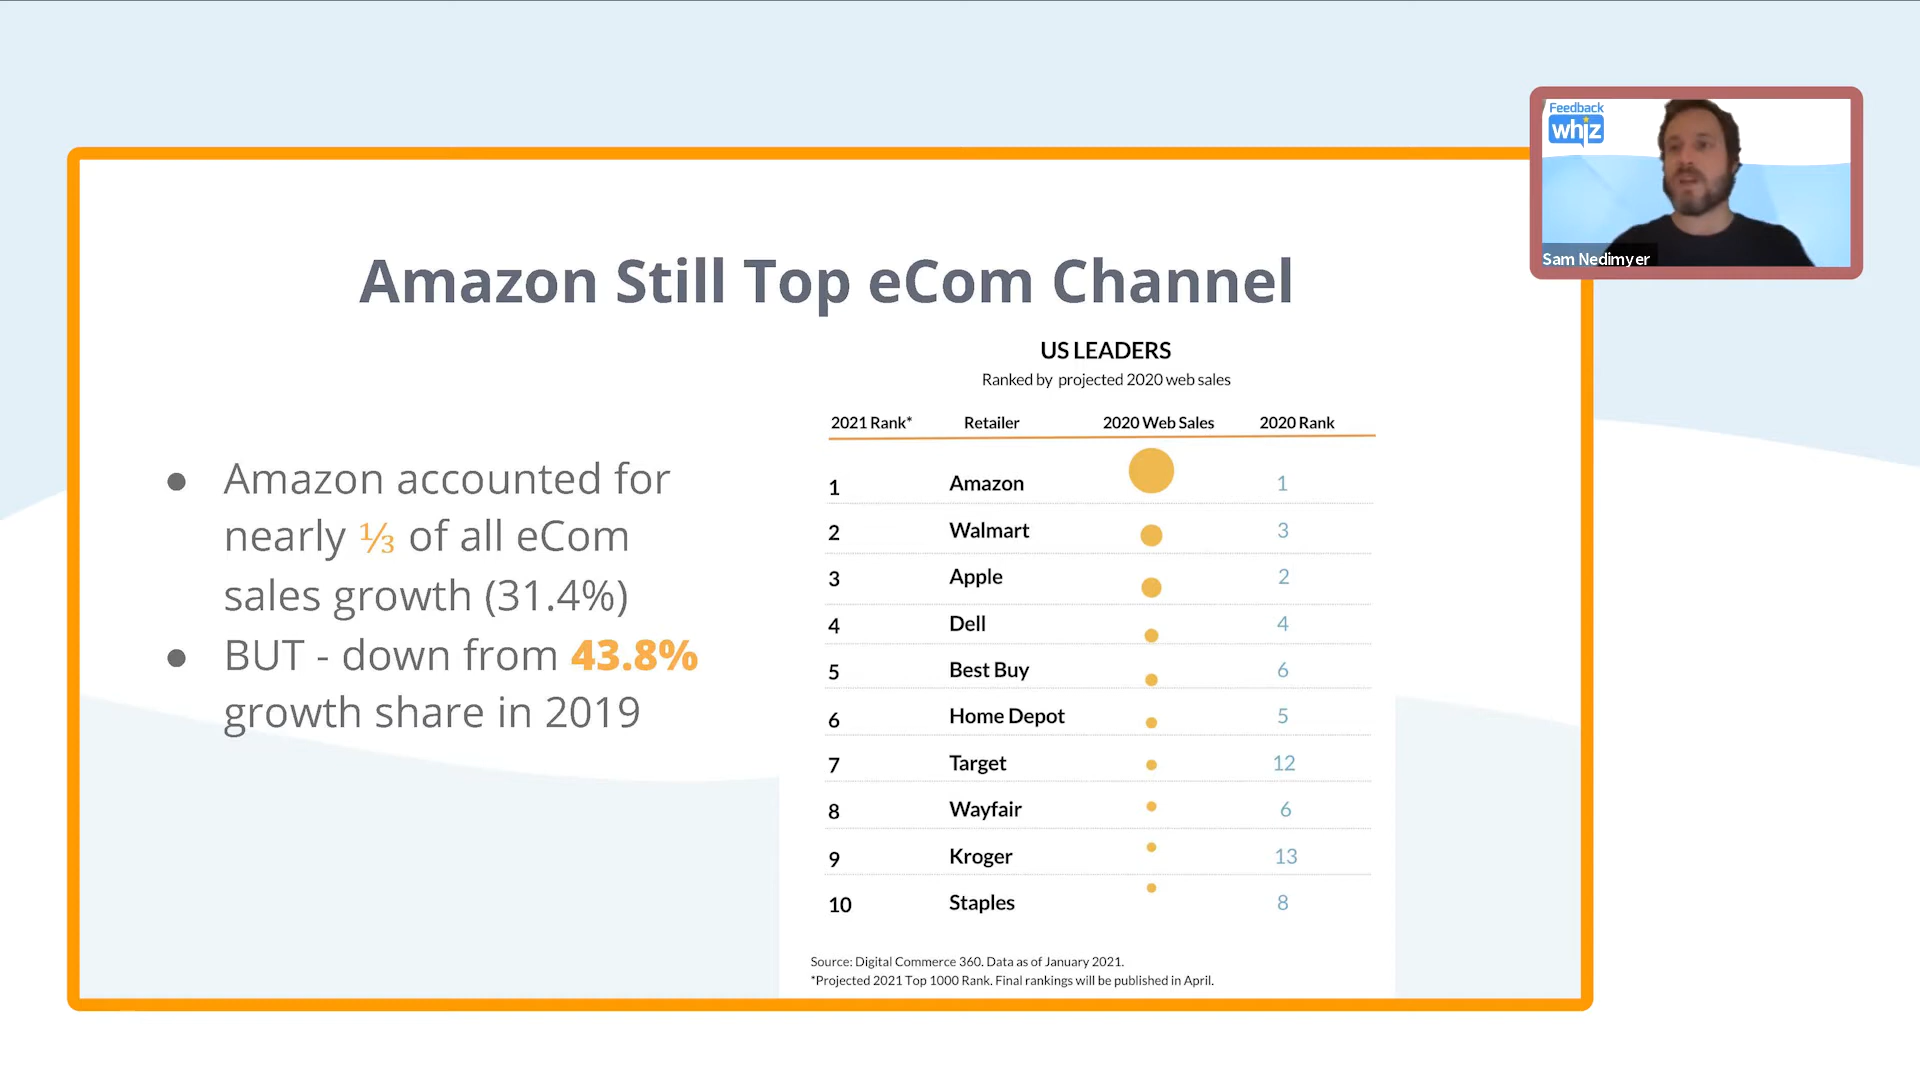 Feedback
whiz
Sam Nedimyer
Amazon Still Top eCom Channel
● Amazon accounted for
nearly ⅓ of all eCom
sales growth (31.4%)
● BUT - down from 43.8%
growth share in 2019
US LEADERS
Ranked by projected 2020 web sales
2021 Rank* Retailer 2020 Web Sales 2020 Rank
1 Amazon 1
2 Walmart 3
3 Apple 2
4 Dell 4
5 Best Buy 6
6 Home Depot 5
7 Target 12
8 Wayfair 6
9 Kroger 13
10 Staples 8
Source: Digital Commerce 360. Data as of January 2021.
*Projected 2021 Top 1000 Rank. Final rankings will be published in April.